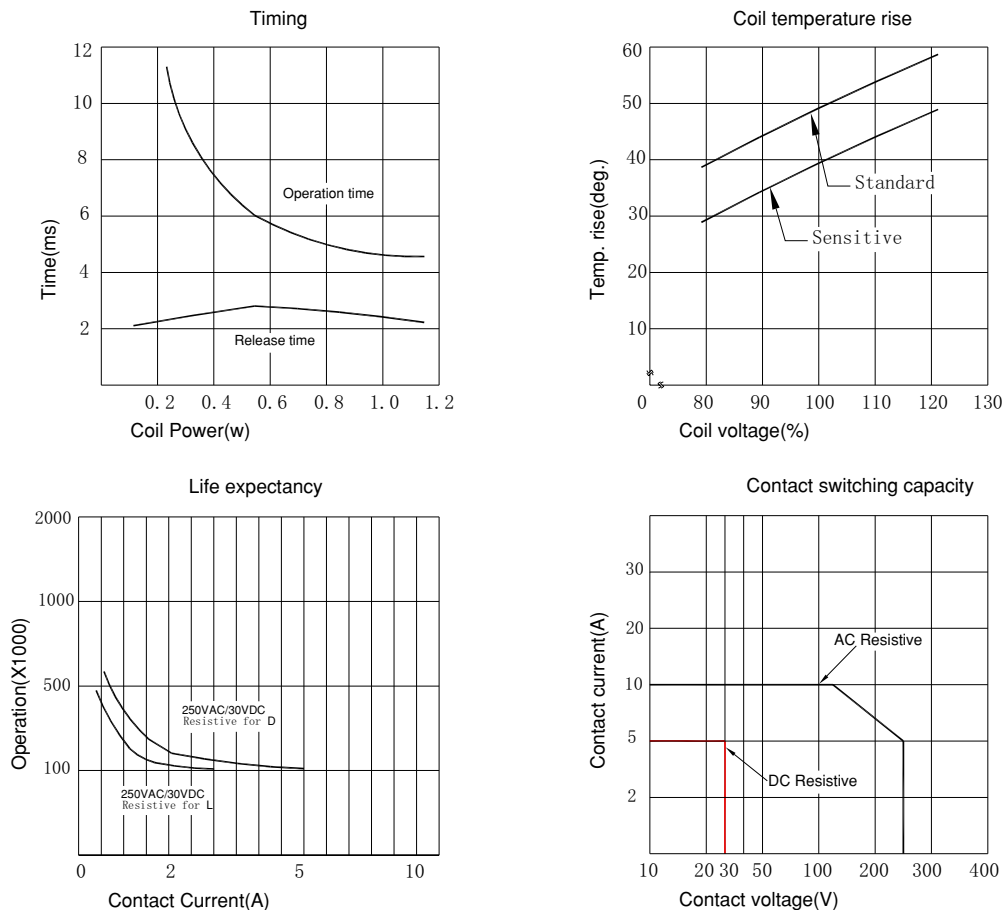 Timing
12
10
8
6
4
2
Time(ms)
Operation time
Release time
0.2 0.4 0.6 0.8 1.0 1.2
Coil Power(w)
Coil temperature rise
60
50
40
30
20
10
Temp. rise(deg.)
Standard
Sensitive
0 80 90 100 110 120 130
Coil voltage(%)
Life expectancy
2000
1000
500
100
Operation(X1000)
250VAC/30VDC
Resistive for D
250VAC/30VDC
Resistive for L
0 2 5 10
Contact Current(A)
Contact switching capacity
30
20
10
5
2
Contact current(A)
AC Resistive
DC Resistive
10 20 30 50 100 200 300 400
Contact voltage(V)